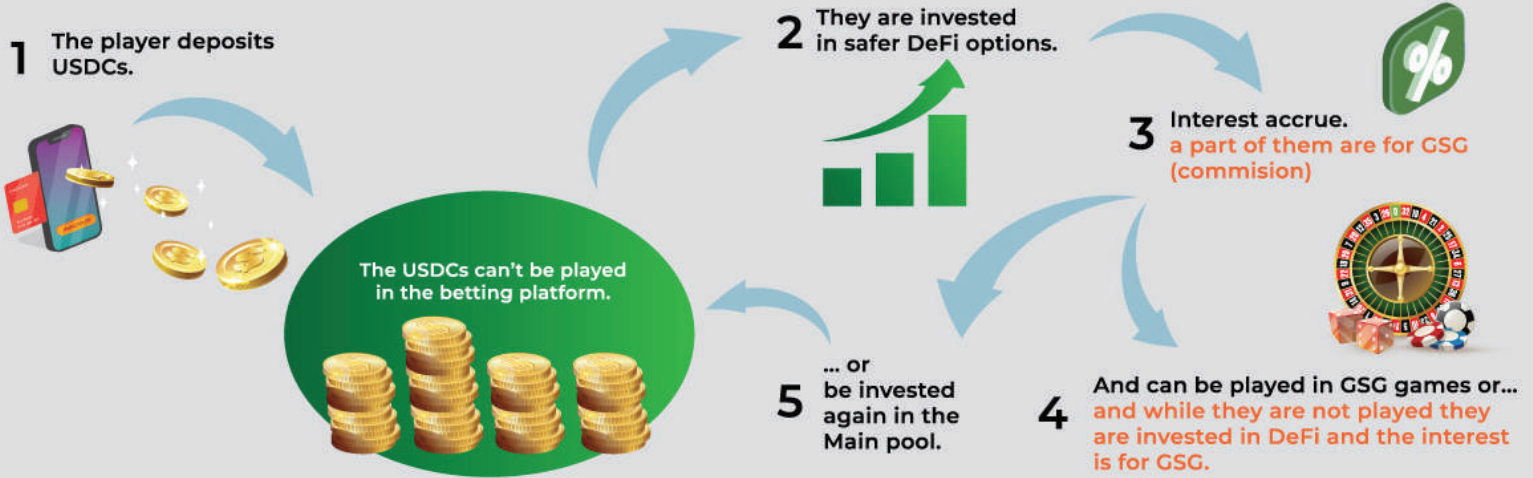 1
The player deposits
USDCs.
The USDCs can't be played
in the betting platform.
2
They are invested
in safer DeFi options.
%
3
Interest accrue.
a part of them are for GSG
(commision)
4
And can be played in GSG games or...
and while they are not played they
are invested in DeFi and the interest
is for GSG.
5
... or
be invested
again in the
Main pool.